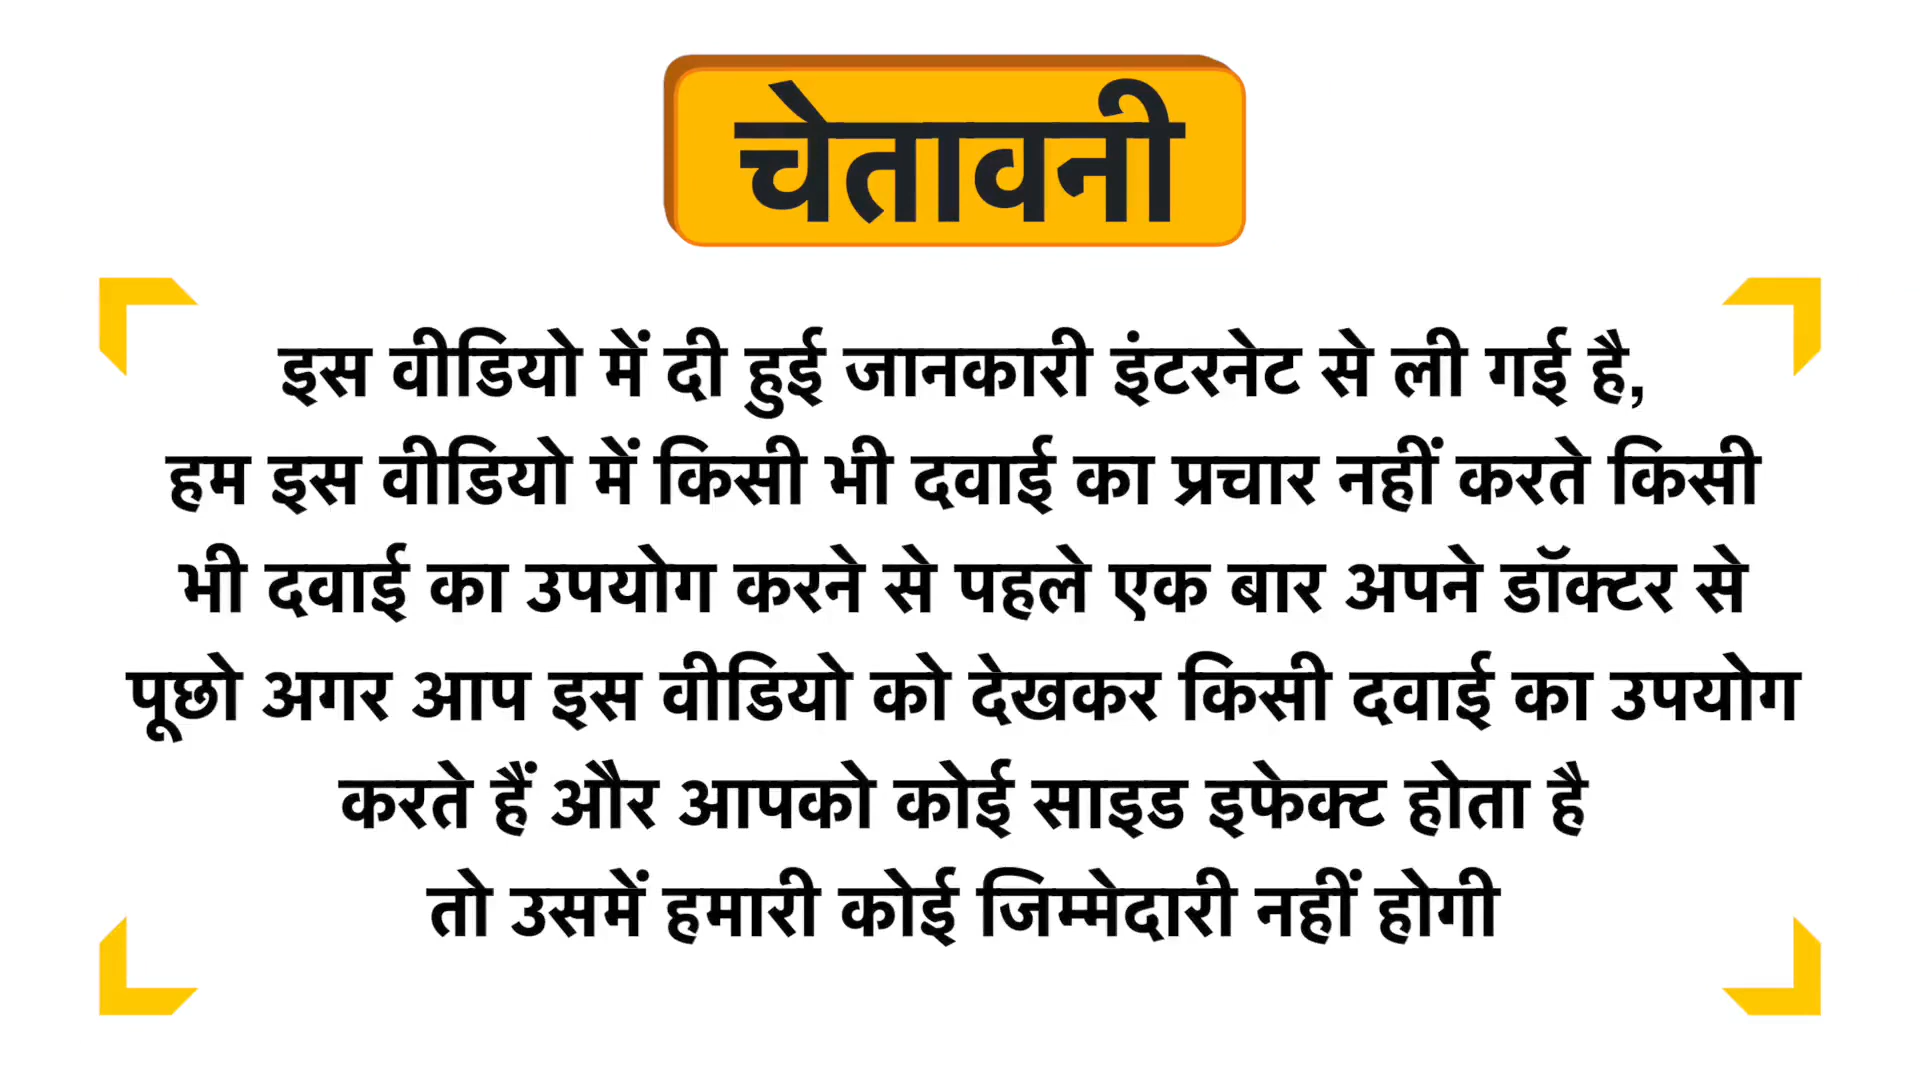 चेतावनी
इस वीडियो में दी हुई जानकारी इंटरनेट से ली गई है,
हम इस वीडियो में किसी भी दवाई का प्रचार नहीं करते किसी
भी दवाई का उपयोग करने से पहले एक बार अपने डॉक्टर से
पूछो अगर आप इस वीडियो को देखकर किसी दवाई का उपयोग
करते हैं और आपको कोई साइड इफेक्ट होता है
तो उसमें हमारी कोई जिम्मेदारी नहीं होगी